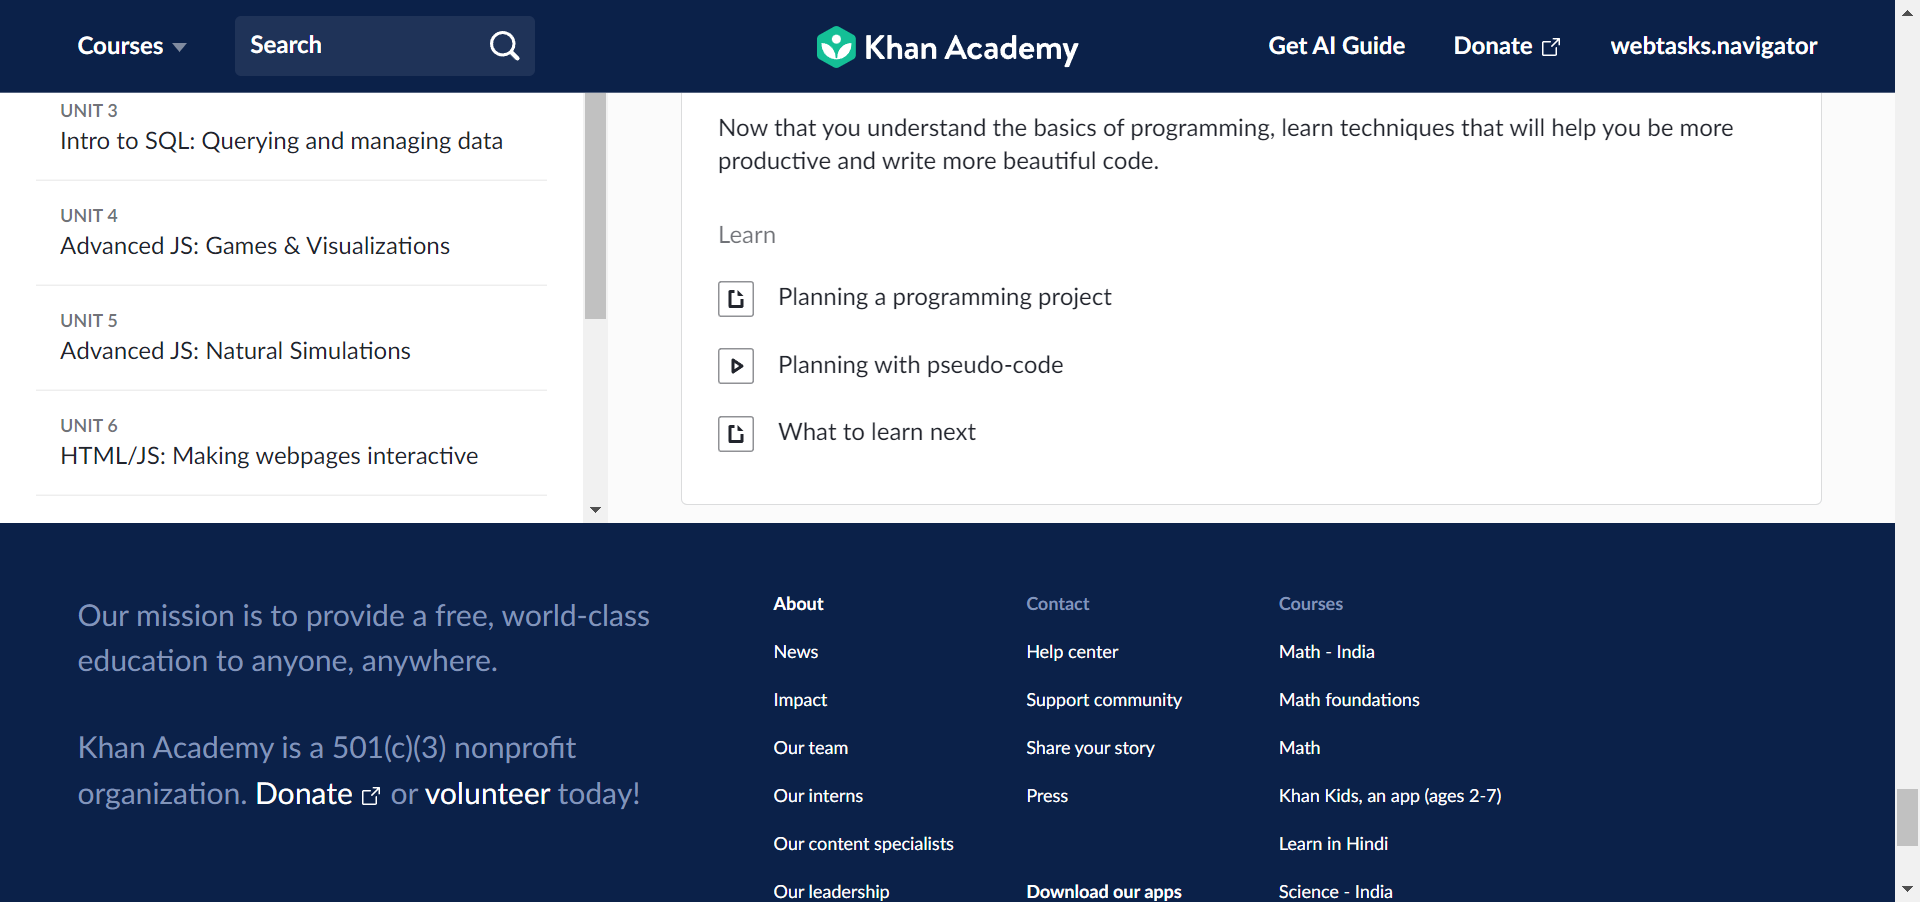 Courses
Search
Khan Academy
Get AI Guide
Donate
webtasks.navigator
UNIT 3
Intro to SQL: Querying and managing data
UNIT 4
Advanced JS: Games & Visualizations
UNIT 5
Advanced JS: Natural Simulations
UNIT 6
HTML/JS: Making webpages interactive
Now that you understand the basics of programming, learn techniques that will help you be more
productive and write more beautiful code.
Learn
Planning a programming project
Planning with pseudo-code
What to learn next
Our mission is to provide a free, world-class
education to anyone, anywhere.
Khan Academy is a 501(c)(3) nonprofit
organization. Donate or volunteer today!
About
News
Impact
Our team
Our interns
Our content specialists
Our leadership
Contact
Help center
Support community
Share your story
Press
Download our apps
Courses
Math - India
Math foundations
Math
Khan Kids, an app (ages 2-7)
Learn in Hindi
Science - India